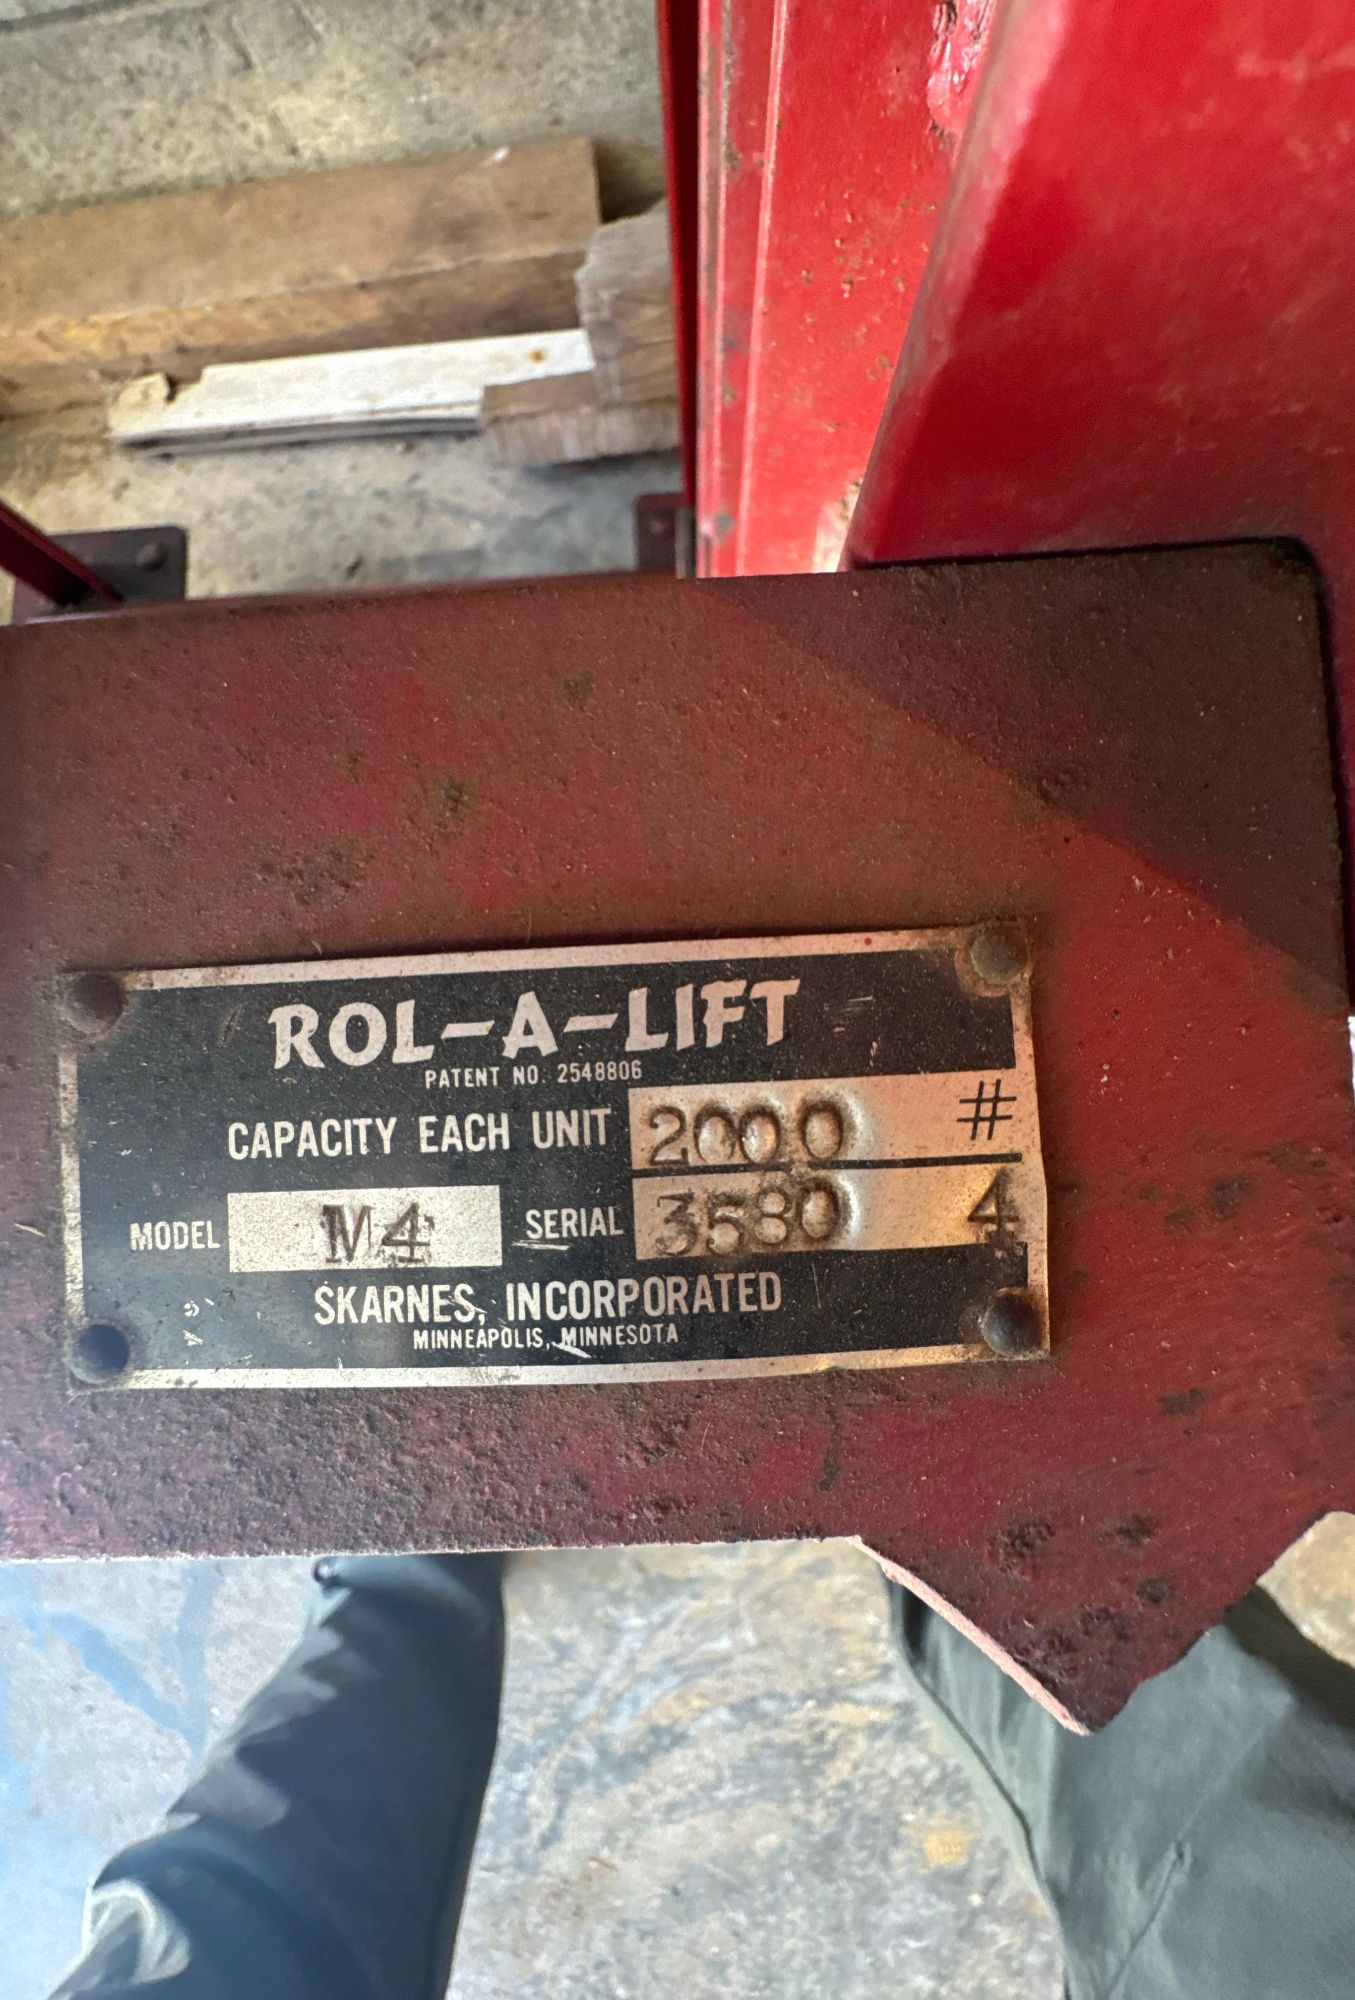 ROL-A-LIFT
PATENT NO. 2548806
CAPACITY EACH UNIT 2000 #
MODEL M4 SERIAL 3580 4
SKARNES, INCORPORATED
MINNEAPOLIS, MINNESOTA